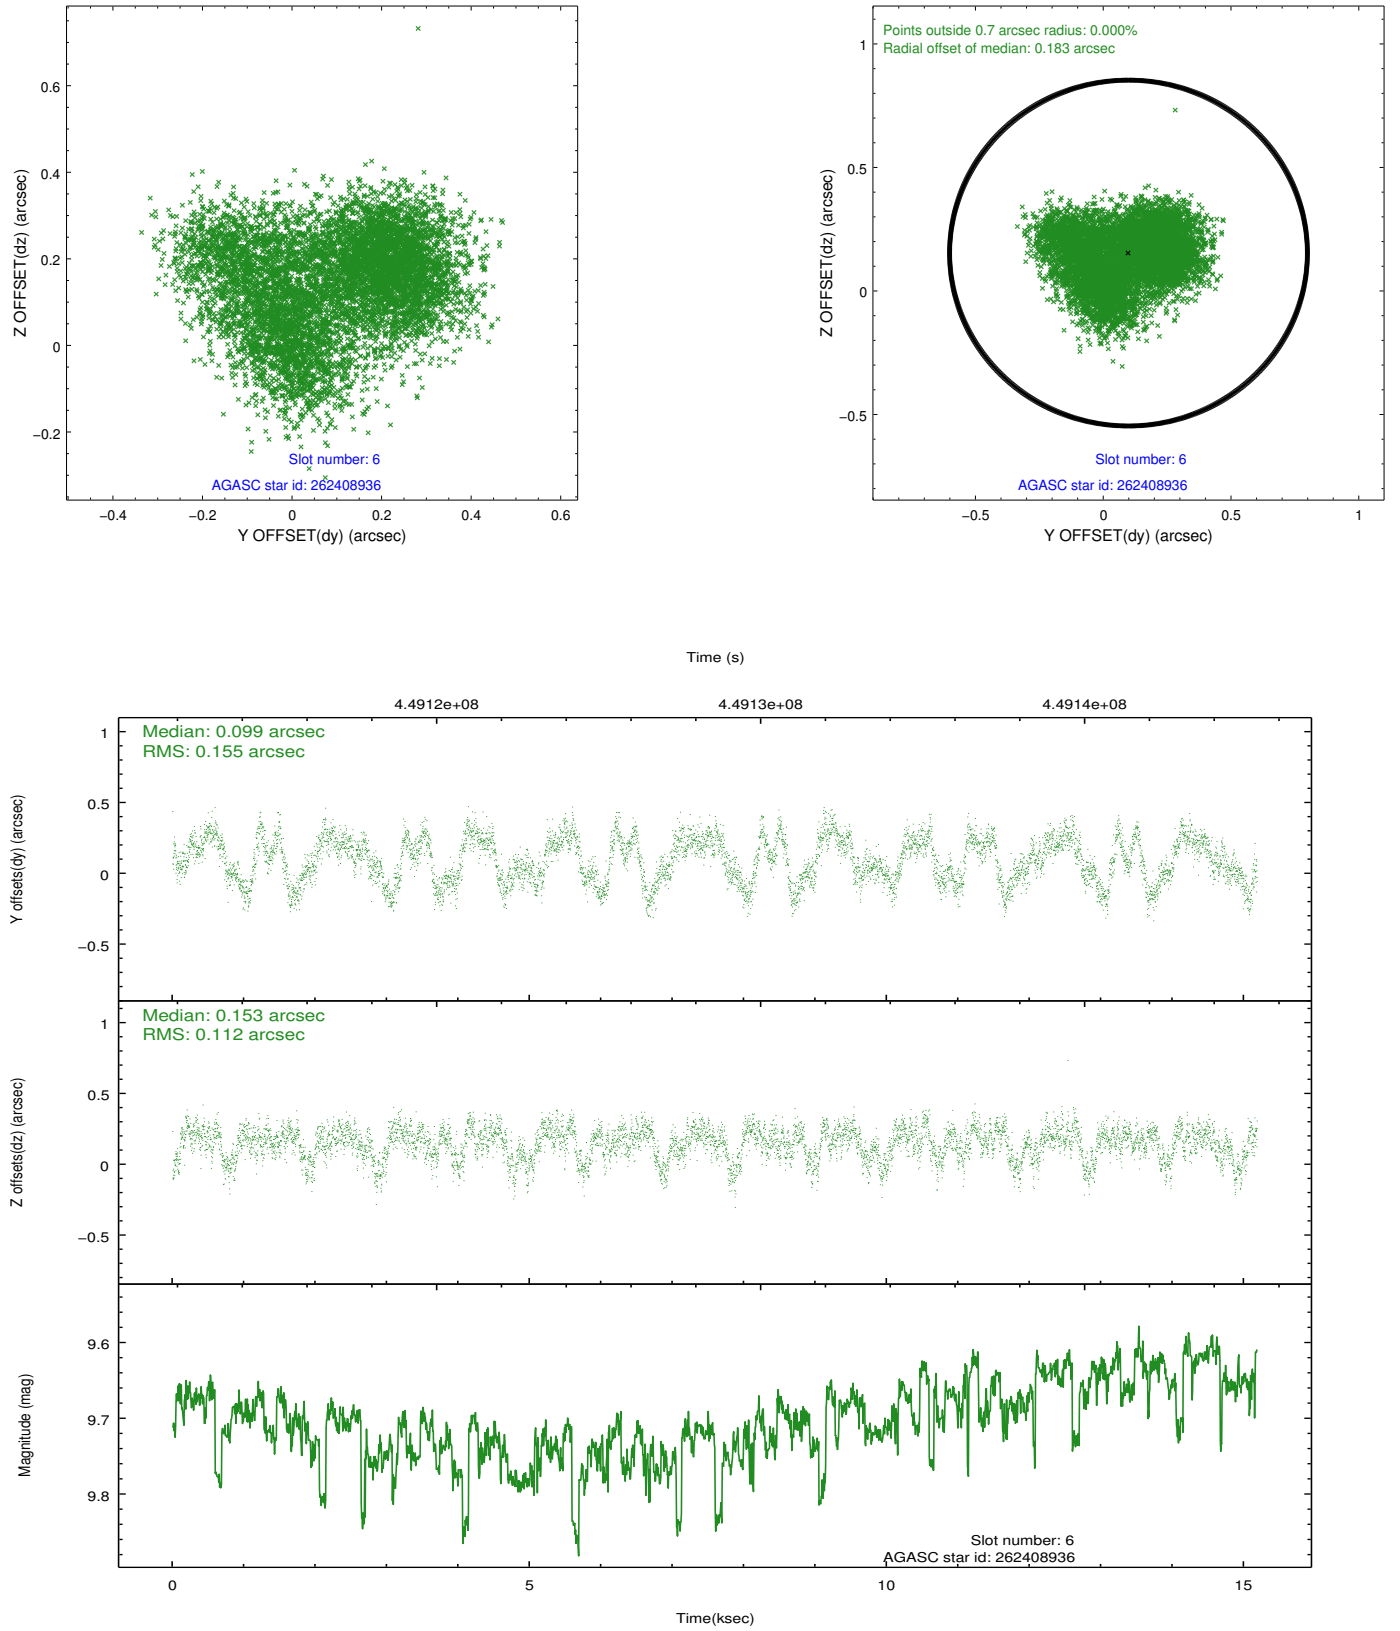 0.6
0.4
0.2
0
−0.2
Z OFFSET(dz) (arcsec)
Slot number: 6
AGASC star id: 262408936
−0.4 −0.2 0 0.2 0.4 0.6
Y OFFSET(dy) (arcsec)
Points outside 0.7 arcsec radius: 0.000%
Radial offset of median: 0.183 arcsec
1
0.5
0
−0.5
Z OFFSET(dz) (arcsec)
Slot number: 6
AGASC star id: 262408936
−0.5 0 0.5 1
Y OFFSET(dy) (arcsec)
Time (s)
4.4912e+08 4.4913e+08 4.4914e+08
Median: 0.099 arcsec
RMS: 0.155 arcsec
1
0.5
0
−0.5
Y offsets(dy) (arcsec)
Median: 0.153 arcsec
RMS: 0.112 arcsec
1
0.5
0
−0.5
Z offsets(dz) (arcsec)
9.6
9.7
9.8
Magnitude (mag)
Slot number: 6
AGASC star id: 262408936
0 5 10 15
Time(ksec)